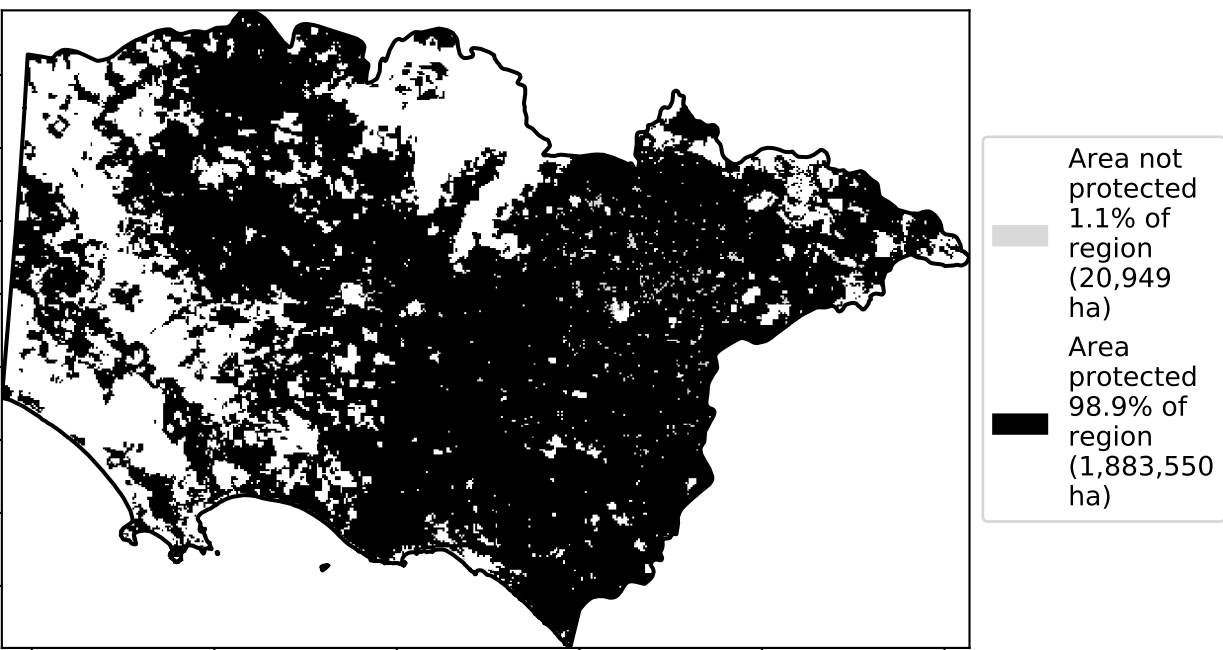 Area not
protected
1.1% of
region
(20,949
ha)
Area
protected
98.9% of
region
(1,883,550
ha)